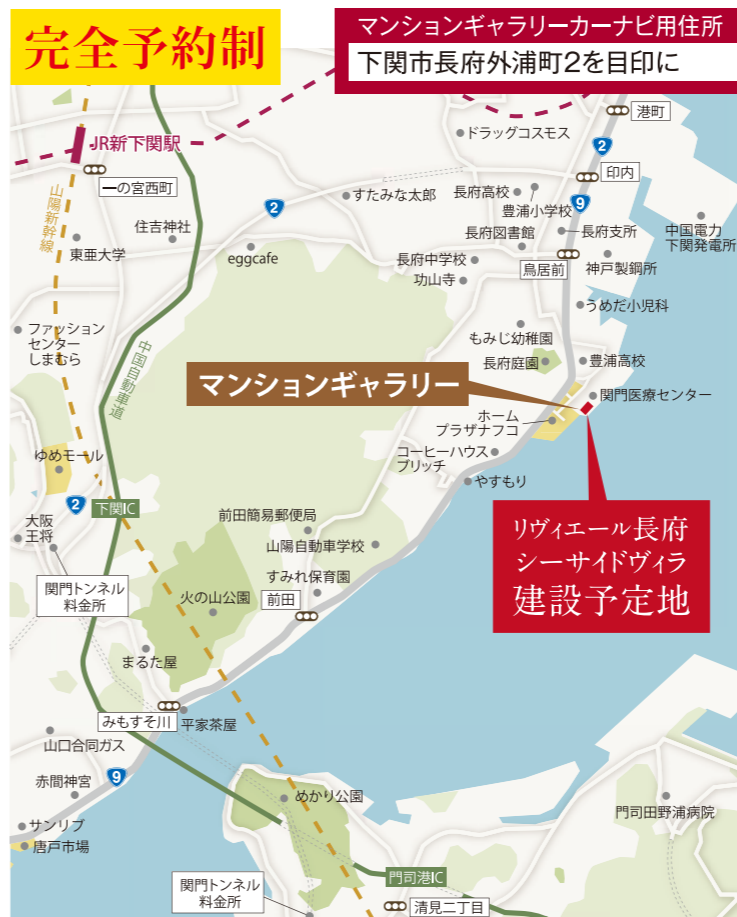 完全予約制
マンションギャラリーカーナビ用住所
下関市長府外浦町2を目印に
港町
ドラッグコスモス
2
JR新下関駅
印内
一の宮西町
長府高校
すたみな太郎
9
豊浦小学校
2
山陽新幹線
住吉神社
長府図書館
長府支所
中国電力
下関発電所
東亜大学
eggcafe
長府中学校
鳥居前
神戸製鋼所
功山寺
うめだ小児科
ファッション
センター
しまむら
もみじ幼稚園
中国自動車道
長府庭園
豊浦高校
マンションギャラリー
関門医療センター
ホーム
プラザナフコ
ゆめモール
コーヒーハウス
ブリッヂ
やすもり
2
下関IC
大阪
王将
前田簡易郵便局
リヴィエール長府
シーサイドヴィラ
建設予定地
山陽自動車学校
すみれ保育園
関門トンネル
料金所
火の山公園
前田
まるた屋
みもすそ川
平家茶屋
山口合同ガス
9
赤間神宮
めかり公園
門司田野浦病院
サンリブ
唐戸市場
門司港IC
関門トンネル
料金所
清見二丁目